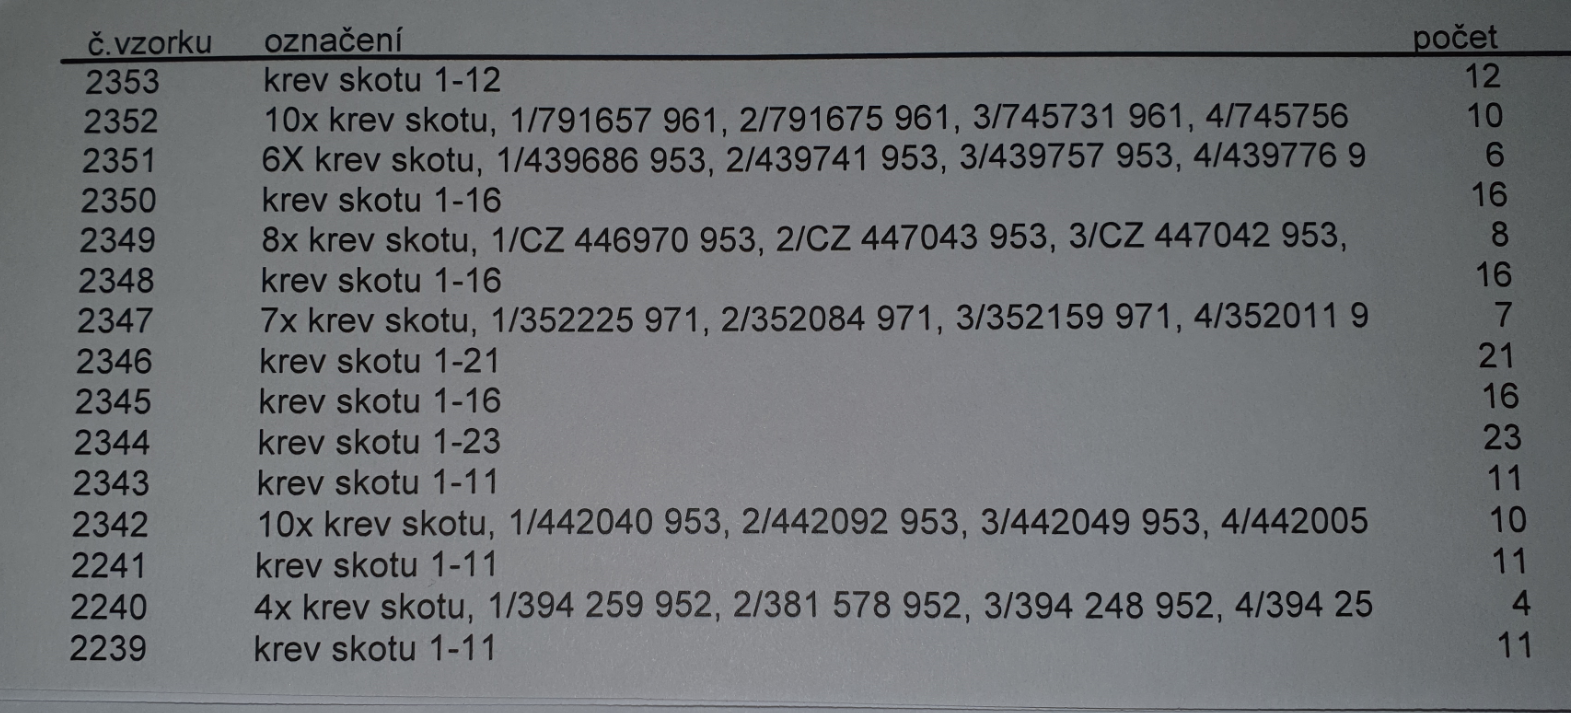 č.vzorku označení počet
2353 krev skotu 1-12 12
2352 10x krev skotu, 1/791657 961, 2/791675 961, 3/745731 961, 4/745756 10
2351 6X krev skotu, 1/439686 953, 2/439741 953, 3/439757 953, 4/439776 9 6
2350 krev skotu 1-16 16
2349 8x krev skotu, 1/CZ 446970 953, 2/CZ 447043 953, 3/CZ 447042 953, 8
2348 krev skotu 1-16 16
2347 7x krev skotu, 1/352225 971, 2/352084 971, 3/352159 971, 4/352011 9 7
2346 krev skotu 1-21 21
2345 krev skotu 1-16 16
2344 krev skotu 1-23 23
2343 krev skotu 1-11 11
2342 10x krev skotu, 1/442040 953, 2/442092 953, 3/442049 953, 4/442005 10
2241 krev skotu 1-11 11
2240 4x krev skotu, 1/394 259 952, 2/381 578 952, 3/394 248 952, 4/394 25 4
2239 krev skotu 1-11 11